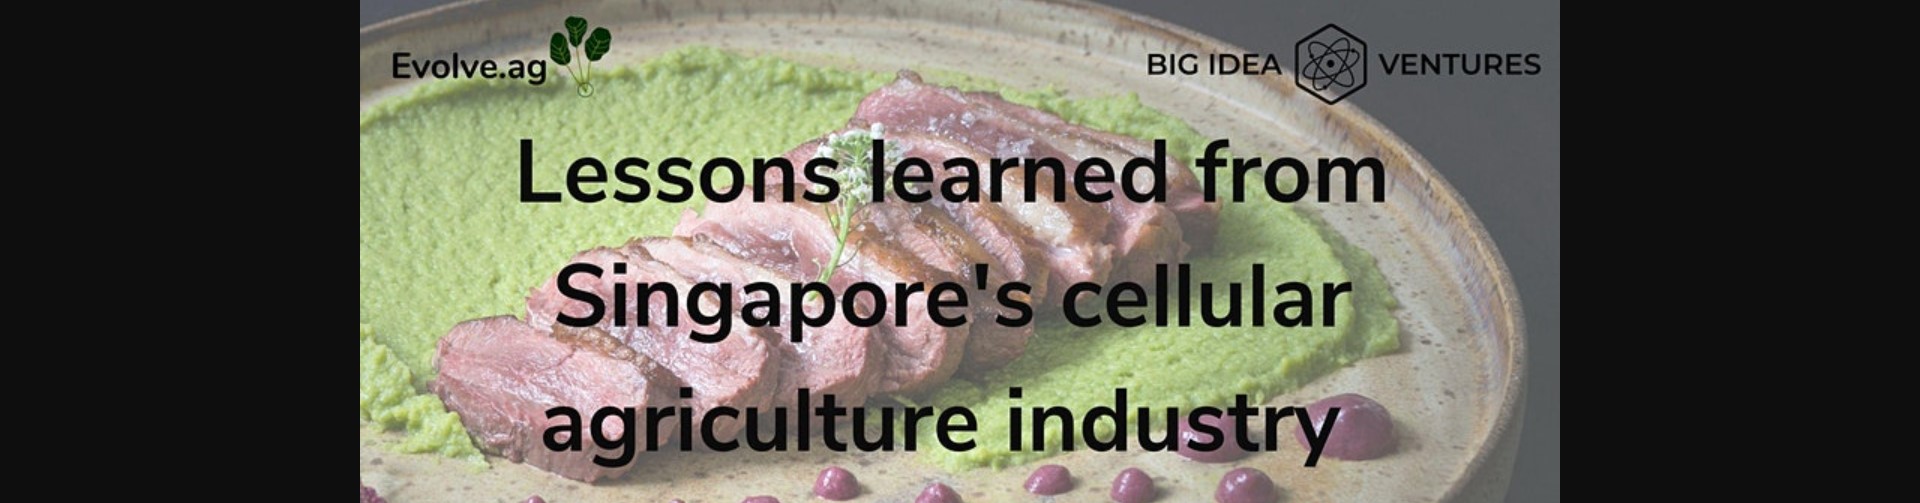 Evolve.ag
BIG IDEA VENTURES
Lessons learned from
Singapore's cellular
agriculture industry